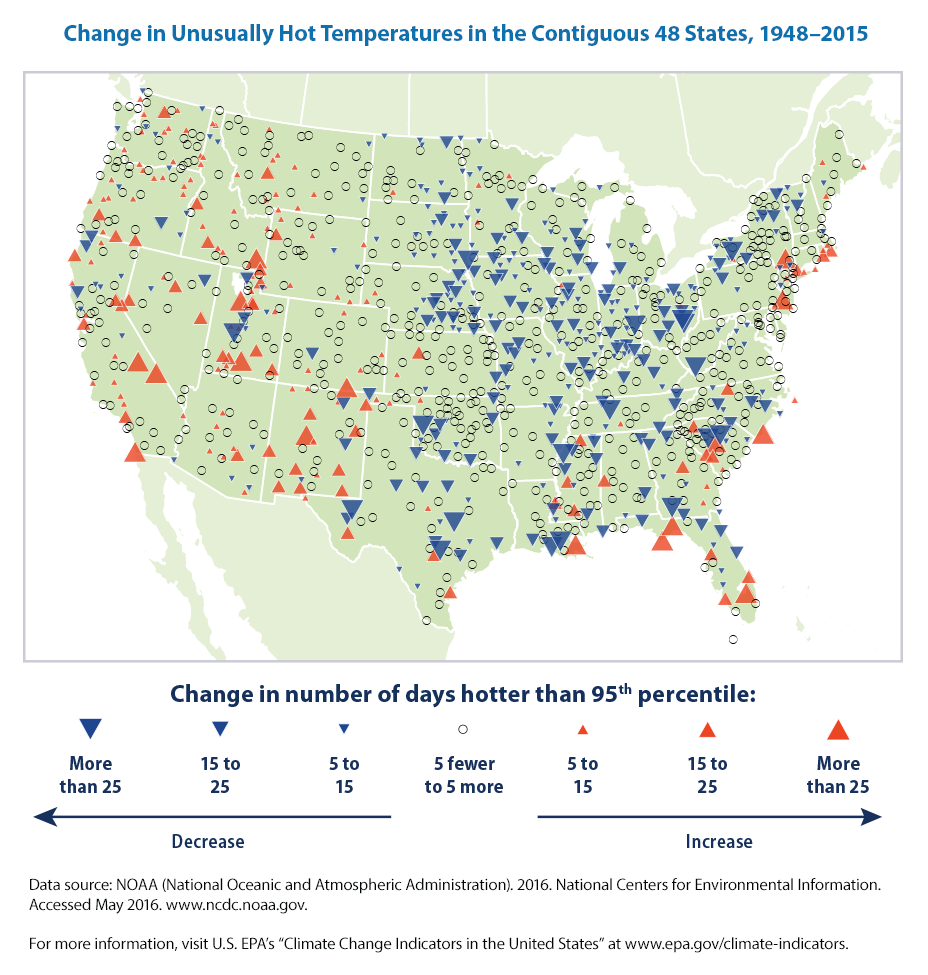 Change in Unusually Hot Temperatures in the Contiguous 48 States, 1948–2015
Change in number of days hotter than 95th percentile:
More
than 25
15 to
25
5 to
15
5 fewer
to 5 more
5 to
15
15 to
25
More
than 25
Decrease
Increase
Data source: NOAA (National Oceanic and Atmospheric Administration). 2016. National Centers for Environmental Information.
Accessed May 2016. www.ncdc.noaa.gov.
For more information, visit U.S. EPA’s “Climate Change Indicators in the United States” at www.epa.gov/climate-indicators.